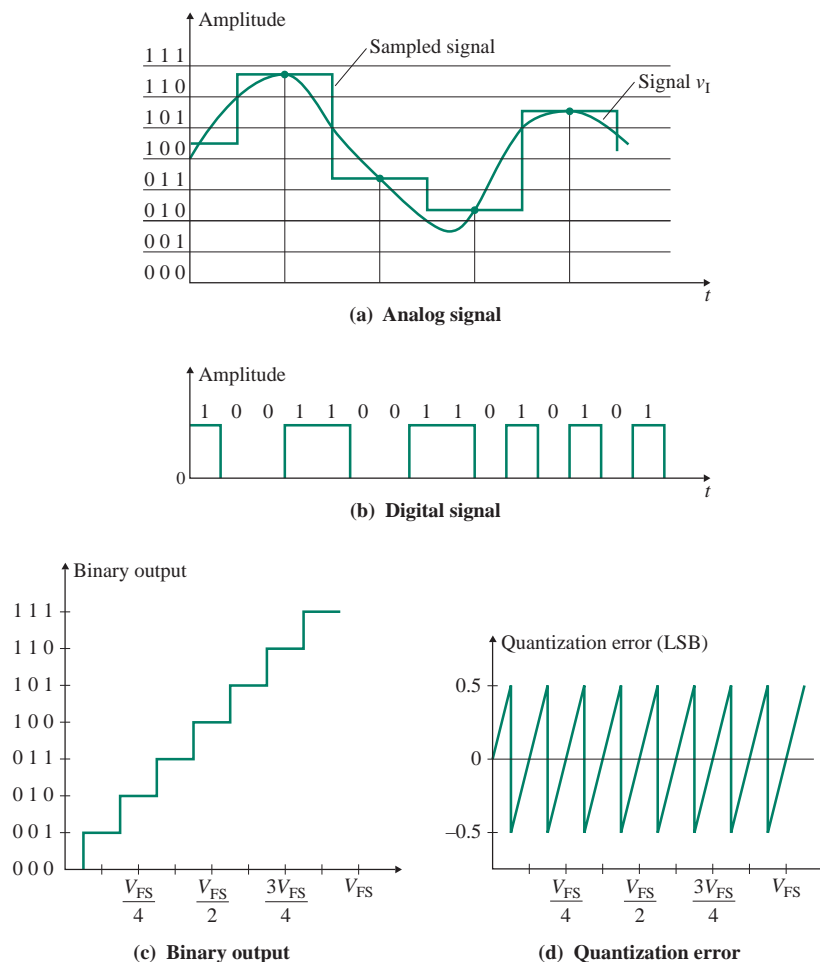 Amplitude
Sampled signal
Signal vI
1 1 1
1 1 0
1 0 1
1 0 0
0 1 1
0 1 0
0 0 1
0 0 0
t
(a) Analog signal
Amplitude
1 0 0 1 1 0 0 1 1 0 1 0 1 0 1
0
t
(b) Digital signal
Binary output
1 1 1
1 1 0
1 0 1
1 0 0
0 1 1
0 1 0
0 0 1
0 0 0
VFS/4 VFS/2 3VFS/4 VFS
(c) Binary output
Quantization error (LSB)
0.5
0
–0.5
VFS/4 VFS/2 3VFS/4 VFS
(d) Quantization error